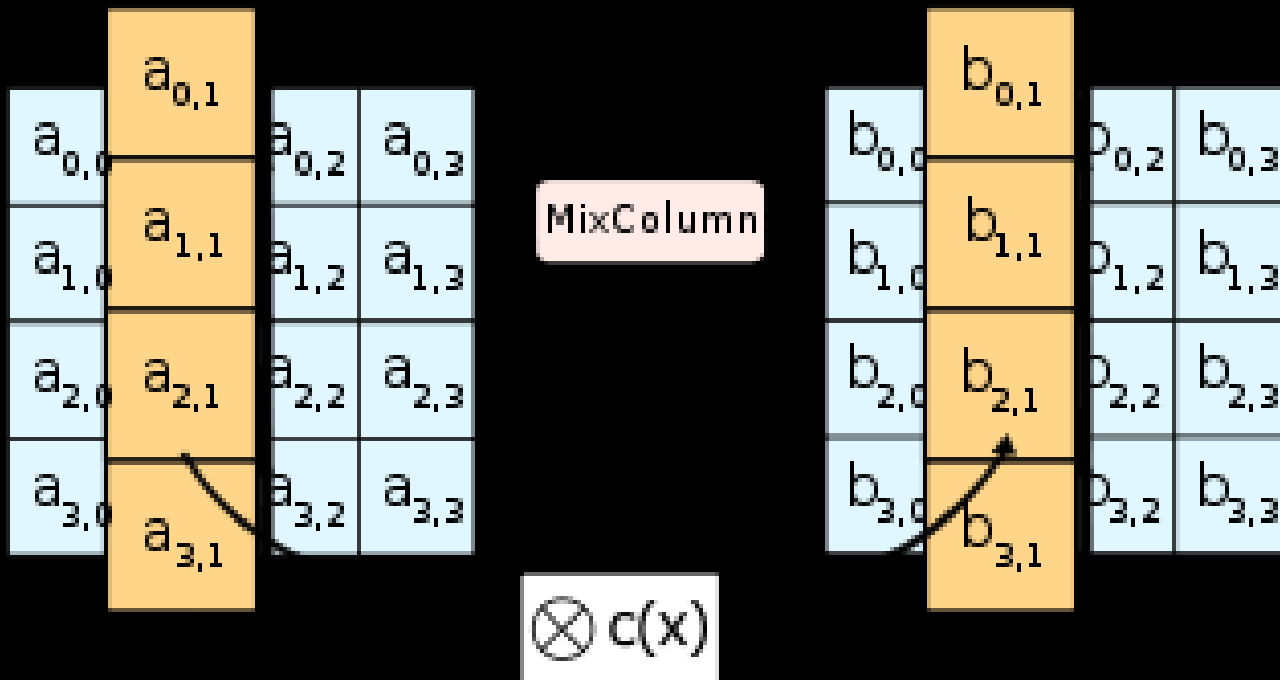 a0,1 b0,1
a0,0 a0,2 a0,3 b0,0 b0,2 b0,3
MixColumn
a1,1 b1,1
a1,0 a1,2 a1,3 b1,0 b1,2 b1,3
a2,0 a2,1 a2,2 a2,3 b2,0 b2,1 b2,2 b2,3
a3,0 a3,2 a3,3 b3,0 b3,2 b3,3
a3,1 b3,1
⊗ c(x)